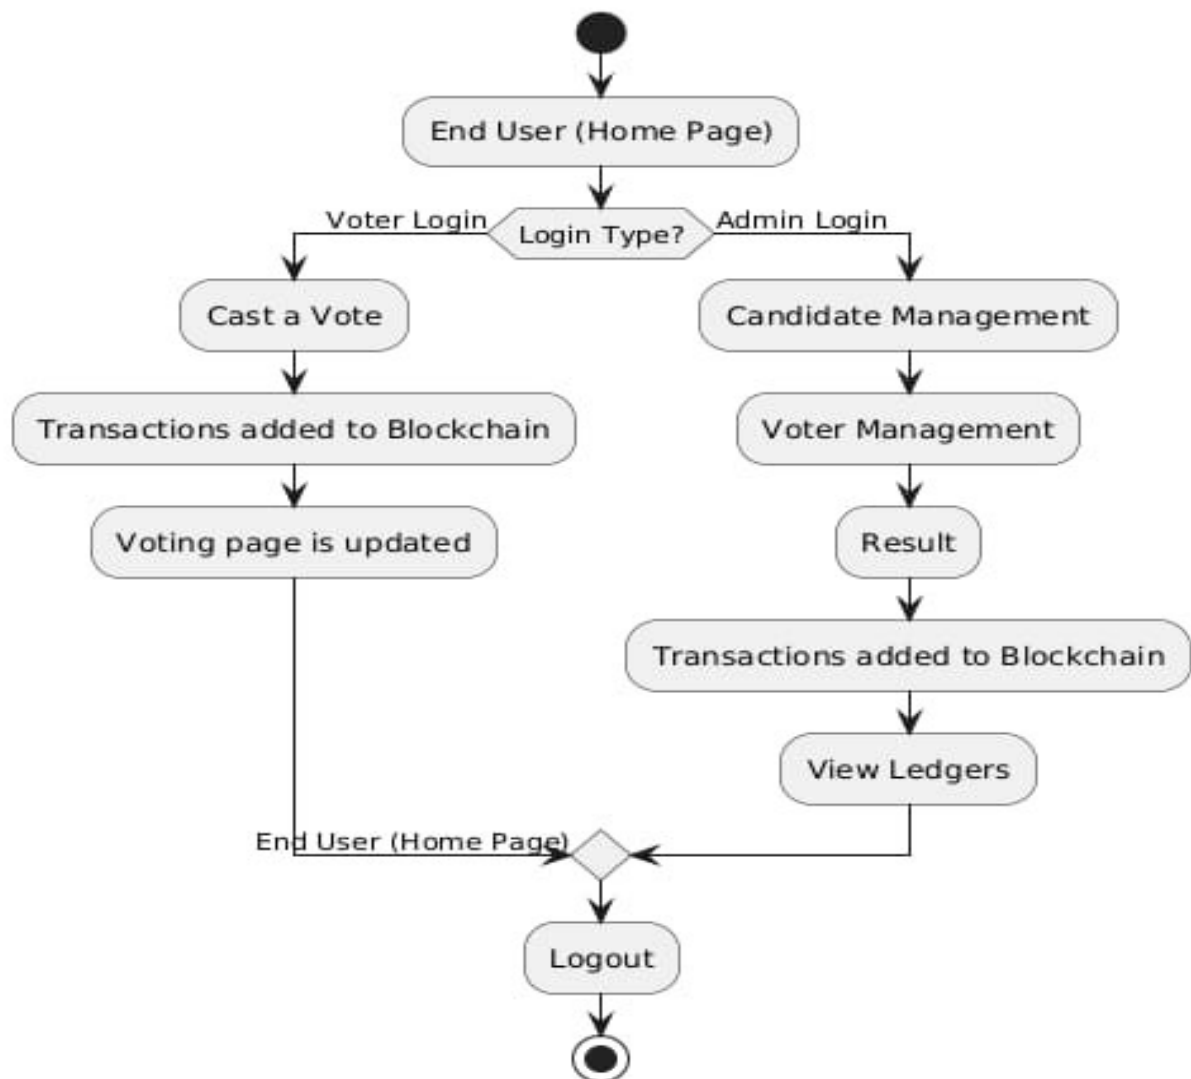 End User (Home Page)
Voter Login
Login Type?
Admin Login
Cast a Vote
Candidate Management
Transactions added to Blockchain
Voter Management
Voting page is updated
Result
Transactions added to Blockchain
View Ledgers
End User (Home Page)
Logout